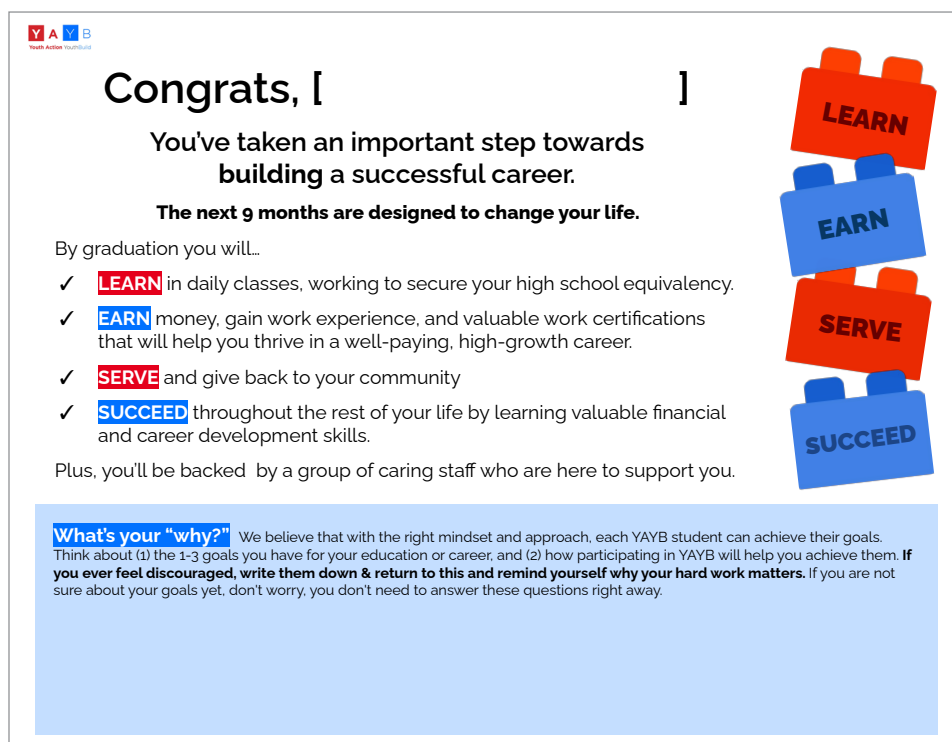 Y A Y B
Youth Action YouthBuild
Congrats, [ ]
You've taken an important step towards
building a successful career.
The next 9 months are designed to change your life.
By graduation you will…
✓ LEARN in daily classes, working to secure your high school equivalency.
✓ EARN money, gain work experience, and valuable work certifications
that will help you thrive in a well-paying, high-growth career.
✓ SERVE and give back to your community
✓ SUCCEED throughout the rest of your life by learning valuable financial
and career development skills.
Plus, you'll be backed  by a group of caring staff who are here to support you.
LEARN
EARN
SERVE
SUCCEED
What's your “why?” We believe that with the right mindset and approach, each YAYB student can achieve their goals.
Think about (1) the 1-3 goals you have for your education or career, and (2) how participating in YAYB will help you achieve them. If
you ever feel discouraged, write them down & return to this and remind yourself why your hard work matters. If you are not
sure about your goals yet, don't worry, you don't need to answer these questions right away.